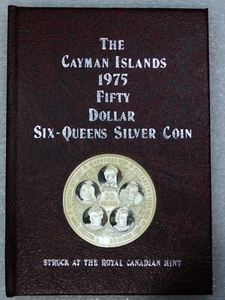 THE
CAYMAN ISLANDS
1975
FIFTY
DOLLAR
SIX-QUEENS SILVER COIN
STRUCK AT THE ROYAL CANADIAN MINT